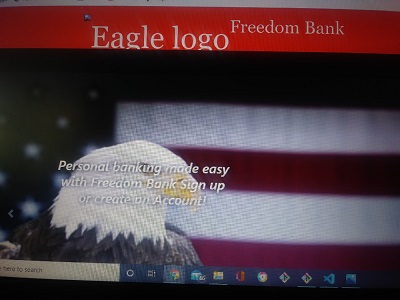 Eagle logo Freedom Bank
Personal banking made easy
with Freedom Bank Sign up
or create an Account!
here to search